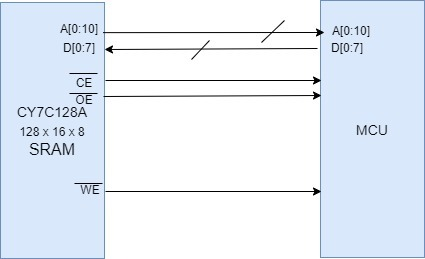 A[0:10]
D[0:7]
CE
OE
CY7C128A
128 x 16 x 8
SRAM
WE
A[0:10]
D[0:7]
MCU